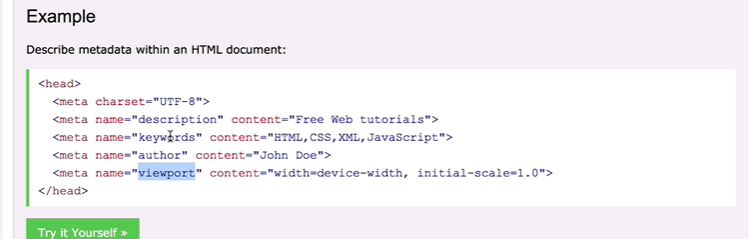 Example
Describe metadata within an HTML document:
<head>
<meta charset="UTF-8">
<meta name="description" content="Free Web tutorials">
<meta name="keywords" content="HTML,CSS,XML,JavaScript">
<meta name="author" content="John Doe">
<meta name="viewport" content="width=device-width, initial-scale=1.0">
</head>
Try it Yourself »